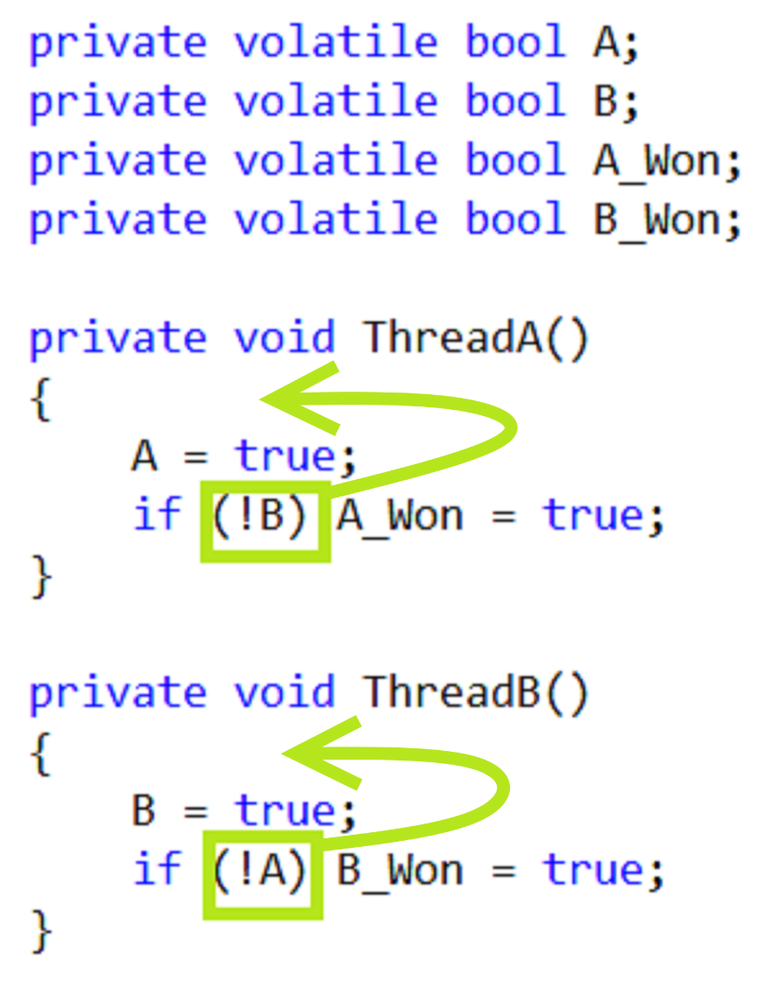 private volatile bool A;
private volatile bool B;
private volatile bool A_Won;
private volatile bool B_Won;
private void ThreadA()
{
A = true;
if (!B) A_Won = true;
}
private void ThreadB()
{
B = true;
if (!A) B_Won = true;
}